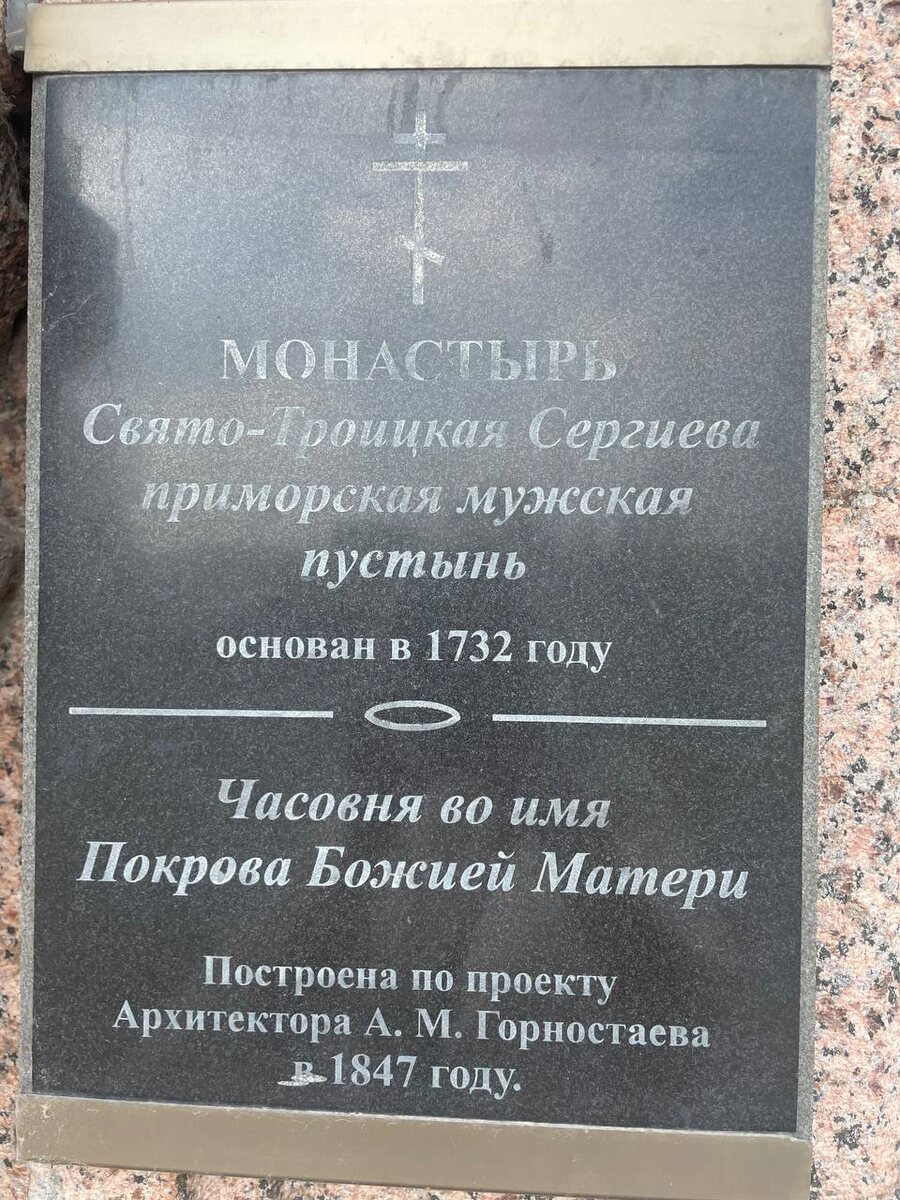 МОНАСТЫРЬ
Свято-Троицкая Сергиева
приморская мужская
пустынь
основан в 1732 году
Часовня во имя
Покрова Божией Матери
Построена по проекту
Архитектора А. М. Горностаева
в 1847 году.